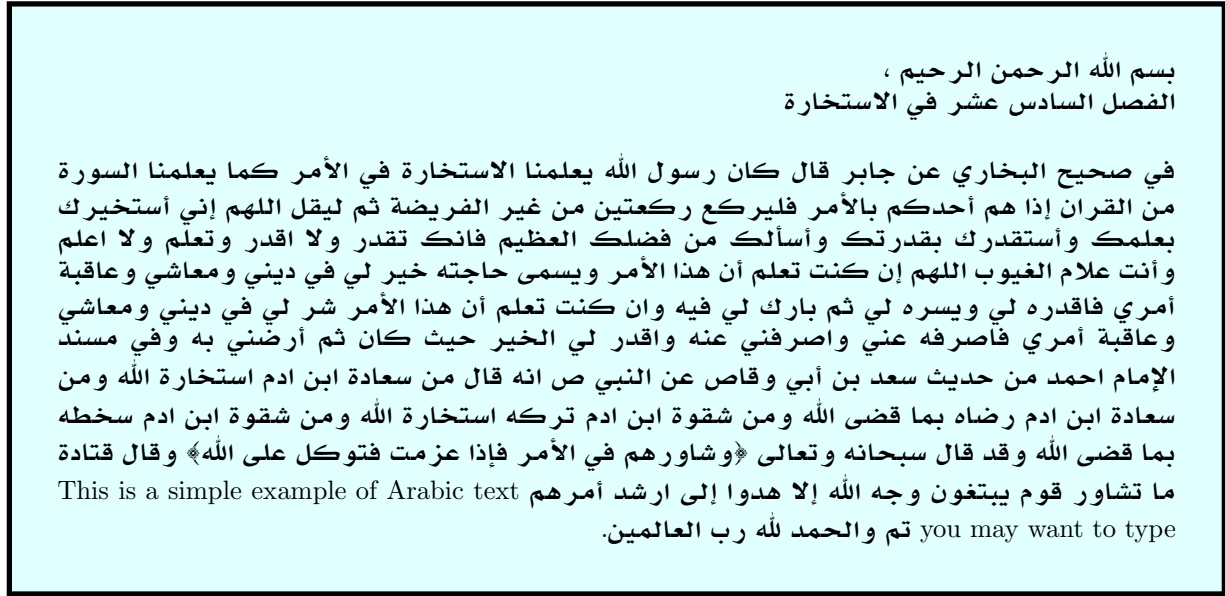 بسم الله الرحمن الرحيم ،
الفصل السادس عشر في الاستخارة
في صحيح البخاري عن جابر قال كان رسول الله يعلمنا الاستخارة في الأمر كما يعلمنا السورة
من القران إذا هم أحدكم بالأمر فليركع ركعتين من غير الفريضة ثم ليقل اللهم إني أستخيرك
بعلمك وأستقدرك بقدرتك وأسألك من فضلك العظيم فانك تقدر ولا اقدر وتعلم ولا اعلم
وأنت علام الغيوب اللهم إن كنت تعلم أن هذا الأمر ويسمى حاجته خير لي في ديني ومعاشي وعاقبة
أمري فاقدره لي ويسره لي ثم بارك لي فيه وان كنت تعلم أن هذا الأمر شر لي في ديني ومعاشي
وعاقبة أمري فاصرفه عني واصرفني عنه واقدر لي الخير حيث كان ثم أرضني به وفي مسند
الإمام احمد من حديث سعد بن أبي وقاص عن النبي ص انه قال من سعادة ابن ادم استخارة الله ومن
سعادة ابن ادم رضاه بما قضى الله ومن شقوة ابن ادم تركه استخارة الله ومن شقوة ابن ادم سخطه
بما قضى الله وقد قال سبحانه وتعالى ﴿وشاورهم في الأمر فإذا عزمت فتوكل على الله﴾ وقال قتادة
ما تشاور قوم يبتغون وجه الله إلا هدوا إلى ارشد أمرهم This is a simple example of Arabic text
you may want to type تم والحمد لله رب العالمين.